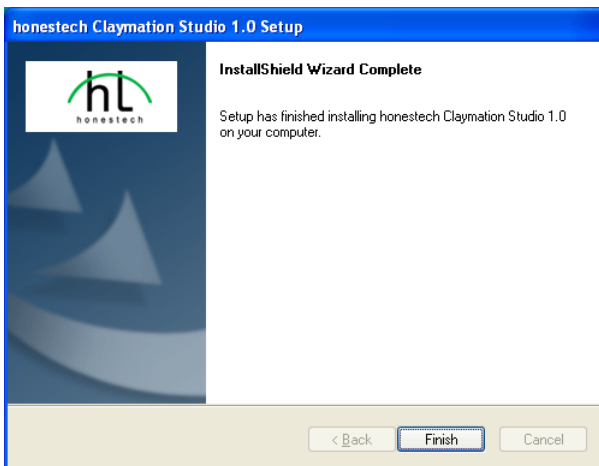 honestech Claymation Studio 1.0 Setup
hl
honestech
InstallShield Wizard Complete
Setup has finished installing honestech Claymation Studio 1.0
on your computer.
< Back
Finish
Cancel